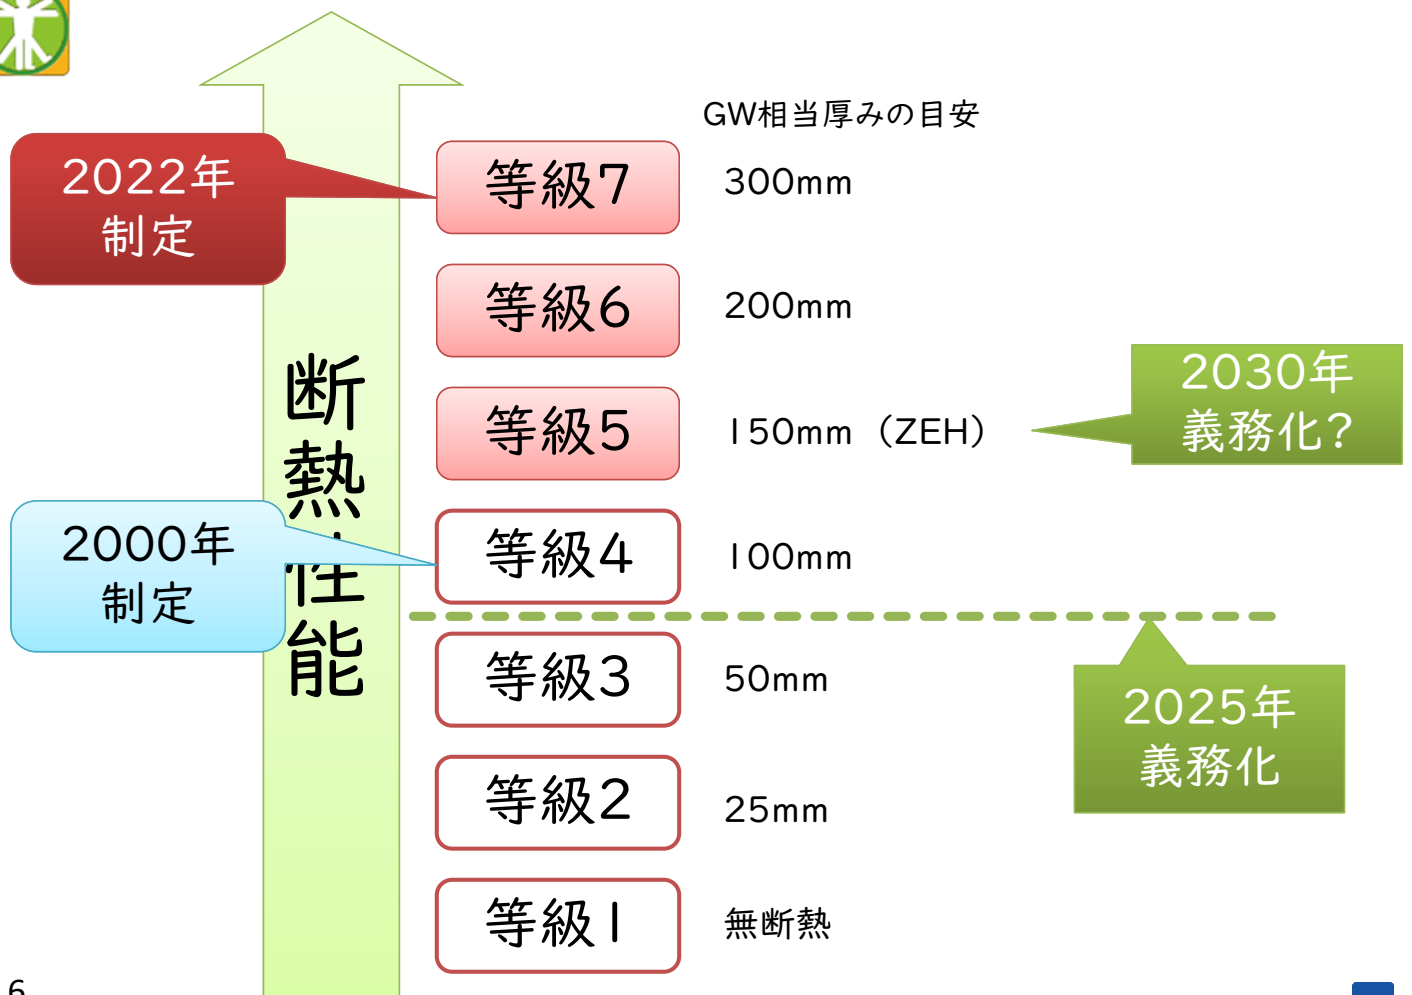 GW相当厚みの目安
2022年
制定
等級7
300mm
等級6
200mm
断熱性能
等級5
150mm（ZEH）
2030年
義務化?
2000年
制定
等級4
100mm
等級3
50mm
2025年
義務化
等級2
25mm
等級1
無断熱
6